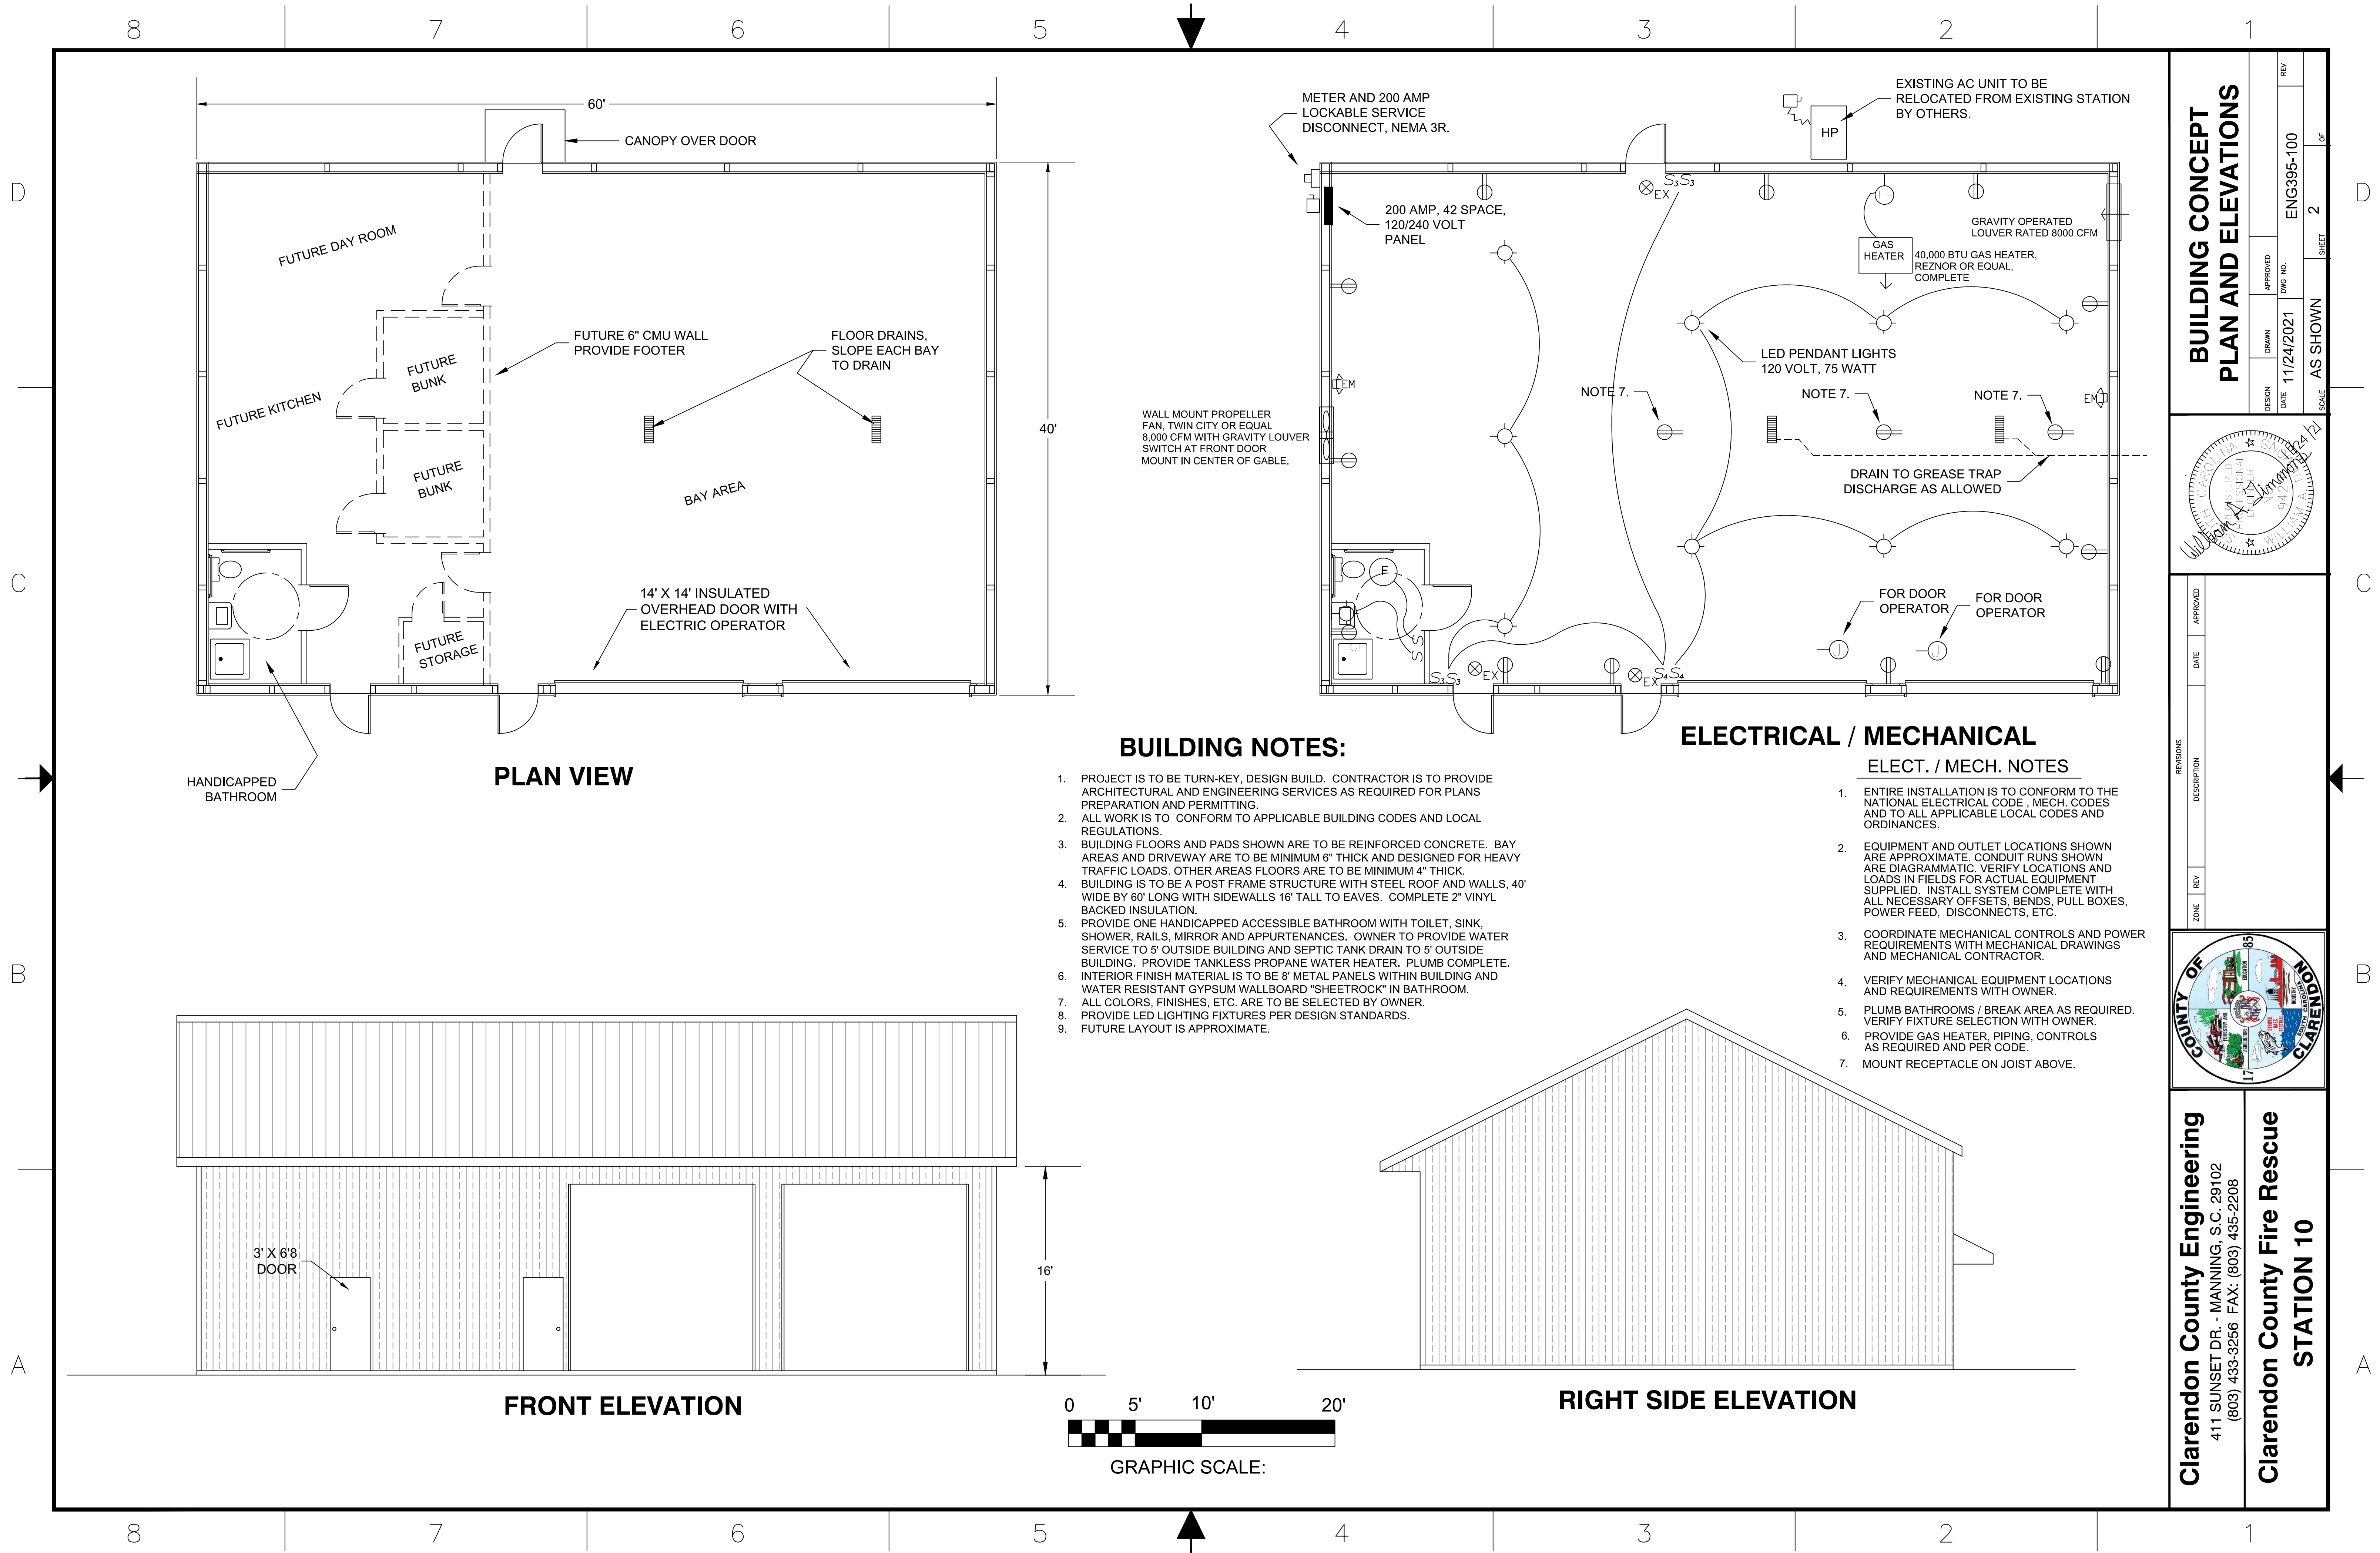 8 7 6 5 4 3 2 1
D
C
B
A
60'
CANOPY OVER DOOR
FUTURE DAY ROOM
FUTURE 6" CMU WALL
PROVIDE FOOTER
FLOOR DRAINS,
SLOPE EACH BAY
TO DRAIN
FUTURE
BUNK
FUTURE KITCHEN
40'
FUTURE
BUNK
BAY AREA
14' X 14' INSULATED
OVERHEAD DOOR WITH
ELECTRIC OPERATOR
FUTURE
STORAGE
HANDICAPPED
BATHROOM
PLAN VIEW
METER AND 200 AMP
LOCKABLE SERVICE
DISCONNECT, NEMA 3R.
EXISTING AC UNIT TO BE
RELOCATED FROM EXISTING STATION
BY OTHERS.
HP
EX
S3 S3
T
200 AMP, 42 SPACE,
120/240 VOLT
PANEL
GRAVITY OPERATED
LOUVER RATED 8000 CFM
GAS
HEATER
40,000 BTU GAS HEATER,
REZNOR OR EQUAL,
COMPLETE
LED PENDANT LIGHTS
120 VOLT, 75 WATT
EM
NOTE 7.
NOTE 7.
NOTE 7.
EM
WALL MOUNT PROPELLER
FAN, TWIN CITY OR EQUAL
8,000 CFM WITH GRAVITY LOUVER
SWITCH AT FRONT DOOR
MOUNT IN CENTER OF GABLE.
DRAIN TO GREASE TRAP
DISCHARGE AS ALLOWED
F
FOR DOOR
OPERATOR
FOR DOOR
OPERATOR
J
J
GF
S S
S3 S3
EX
EX
S4 S4
ELECTRICAL / MECHANICAL
BUILDING NOTES:
1. PROJECT IS TO BE TURN-KEY, DESIGN BUILD. CONTRACTOR IS TO PROVIDE
ARCHITECTURAL AND ENGINEERING SERVICES AS REQUIRED FOR PLANS
PREPARATION AND PERMITTING.
2. ALL WORK IS TO CONFORM TO APPLICABLE BUILDING CODES AND LOCAL
REGULATIONS.
3. BUILDING FLOORS AND PADS SHOWN ARE TO BE REINFORCED CONCRETE. BAY
AREAS AND DRIVEWAY ARE TO BE MINIMUM 6" THICK AND DESIGNED FOR HEAVY
TRAFFIC LOADS. OTHER AREAS FLOORS ARE TO BE MINIMUM 4" THICK.
4. BUILDING IS TO BE A POST FRAME STRUCTURE WITH STEEL ROOF AND WALLS, 40'
WIDE BY 60' LONG WITH SIDEWALLS 16' TALL TO EAVES. COMPLETE 2" VINYL
BACKED INSULATION.
5. PROVIDE ONE HANDICAPPED ACCESSIBLE BATHROOM WITH TOILET, SINK,
SHOWER, RAILS, MIRROR AND APPURTENANCES. OWNER TO PROVIDE WATER
SERVICE TO 5' OUTSIDE BUILDING AND SEPTIC TANK DRAIN TO 5' OUTSIDE
BUILDING. PROVIDE TANKLESS PROPANE WATER HEATER. PLUMB COMPLETE.
6. INTERIOR FINISH MATERIAL IS TO BE 8' METAL PANELS WITHIN BUILDING AND
WATER RESISTANT GYPSUM WALLBOARD "SHEETROCK" IN BATHROOM.
7. ALL COLORS, FINISHES, ETC. ARE TO BE SELECTED BY OWNER.
8. PROVIDE LED LIGHTING FIXTURES PER DESIGN STANDARDS.
9. FUTURE LAYOUT IS APPROXIMATE.
ELECT. / MECH. NOTES
1. ENTIRE INSTALLATION IS TO CONFORM TO THE
NATIONAL ELECTRICAL CODE , MECH. CODES
AND TO ALL APPLICABLE LOCAL CODES AND
ORDINANCES.
2. EQUIPMENT AND OUTLET LOCATIONS SHOWN
ARE APPROXIMATE. CONDUIT RUNS SHOWN
ARE DIAGRAMMATIC. VERIFY LOCATIONS AND
LOADS IN FIELDS FOR ACTUAL EQUIPMENT
SUPPLIED. INSTALL SYSTEM COMPLETE WITH
ALL NECESSARY OFFSETS, BENDS, PULL BOXES,
POWER FEED, DISCONNECTS, ETC.
3. COORDINATE MECHANICAL CONTROLS AND POWER
REQUIREMENTS WITH MECHANICAL DRAWINGS
AND MECHANICAL CONTRACTOR.
4. VERIFY MECHANICAL EQUIPMENT LOCATIONS
AND REQUIREMENTS WITH OWNER.
5. PLUMB BATHROOMS / BREAK AREA AS REQUIRED.
VERIFY FIXTURE SELECTION WITH OWNER.
6. PROVIDE GAS HEATER, PIPING, CONTROLS
AS REQUIRED AND PER CODE.
7. MOUNT RECEPTACLE ON JOIST ABOVE.
3' X 6'8
DOOR
16'
FRONT ELEVATION
0 5' 10' 20'
GRAPHIC SCALE:
RIGHT SIDE ELEVATION
BUILDING CONCEPT
PLAN AND ELEVATIONS
DESIGN
DRAWN
APPROVED
DATE 11/24/2021
DWG NO. ENG395-100
REV
SCALE AS SHOWN
SHEET 2
OF
William A. Timmons
REVISIONS
ZONE
REV
DESCRIPTION
DATE
APPROVED
COUNTY OF
CLARENDON
SOUTH CAROLINA
17 85
Clarendon County Engineering
411 SUNSET DR. - MANNING, S.C. 29102
(803) 433-3256 FAX: (803) 435-2208
Clarendon County Fire Rescue
STATION 10
8 7 6 5 4 3 2 1
D
C
B
A